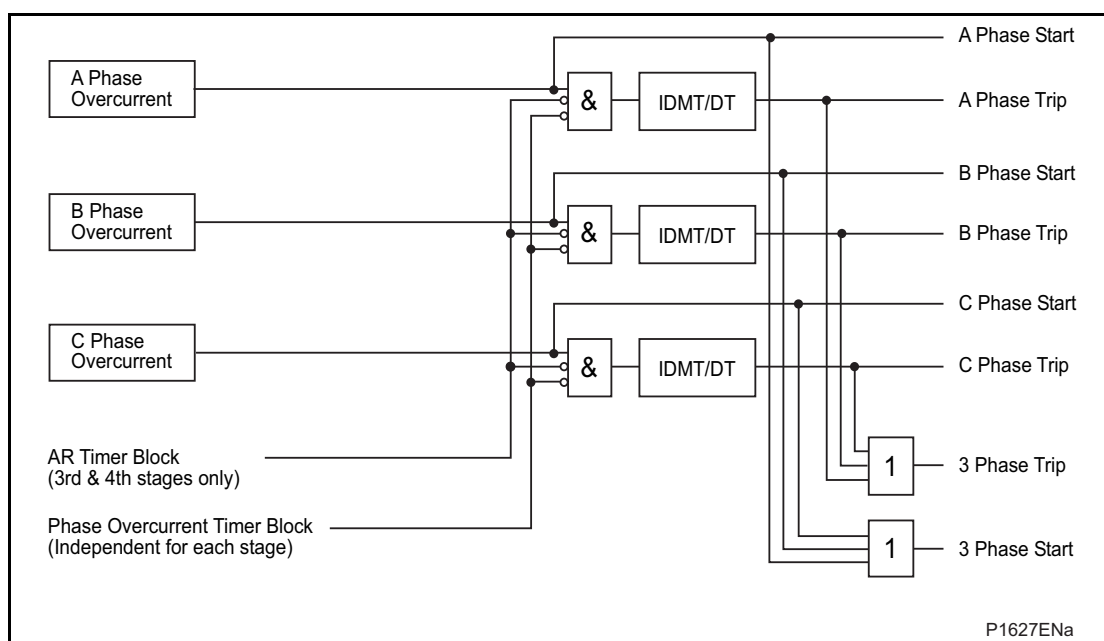 A Phase Start
A Phase
Overcurrent
&
IDMT/DT
A Phase Trip
B Phase Start
B Phase
Overcurrent
&
IDMT/DT
B Phase Trip
C Phase Start
C Phase
Overcurrent
&
IDMT/DT
C Phase Trip
AR Timer Block
(3rd & 4th stages only)
1
3 Phase Trip
Phase Overcurrent Timer Block
(Independent for each stage)
1
3 Phase Start
P1627ENa